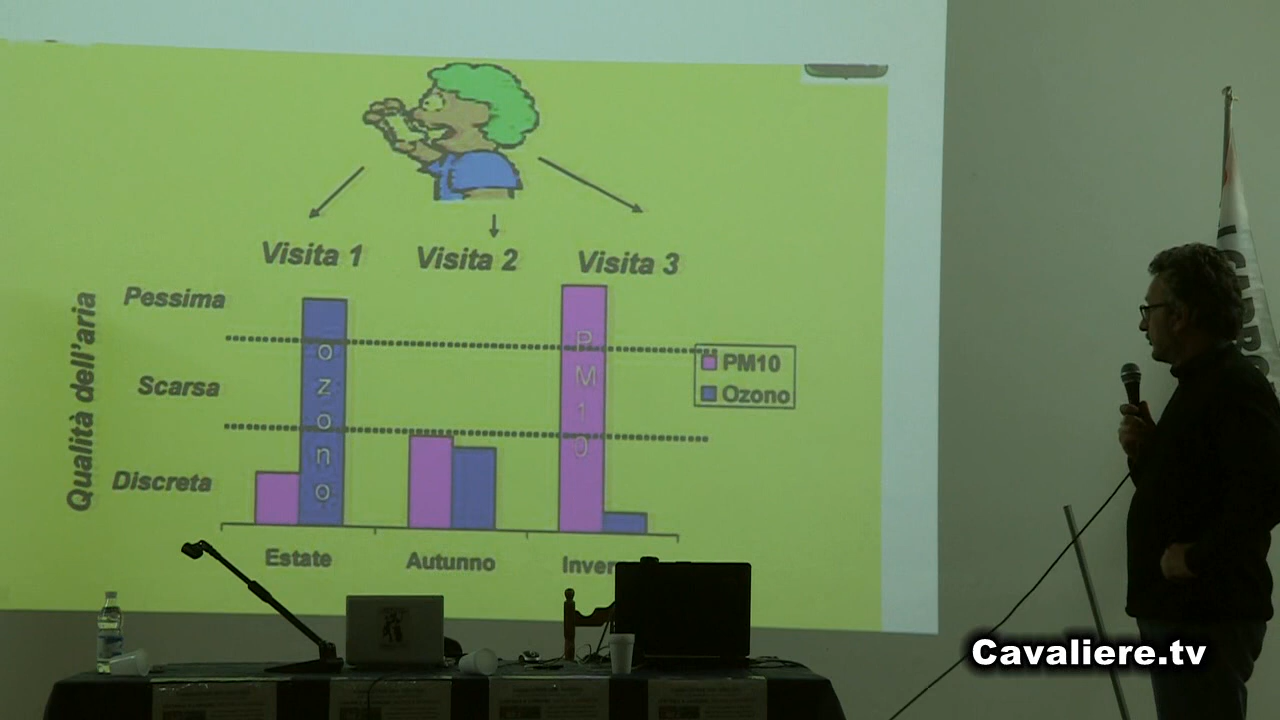 Visita 1
Visita 2
Visita 3
Qualità dell'aria
Pessima
Scarsa
Discreta
ozono
PM10
PM10
Ozono
Estate
Autunno
Cavaliere.tv